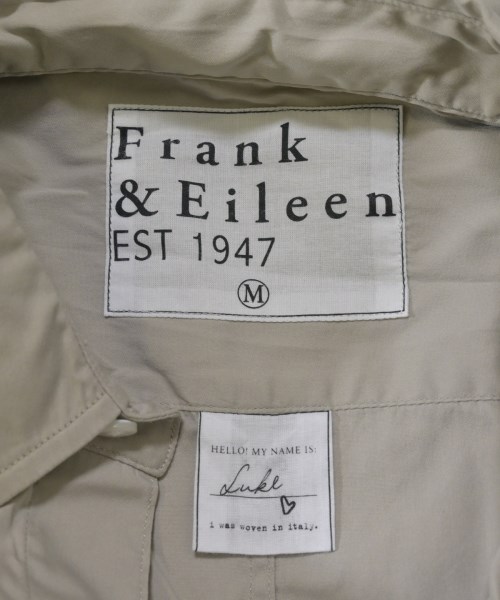 Frank
& Eileen
EST 1947
M
HELLO! MY NAME IS:
Luke
i was woven in italy.